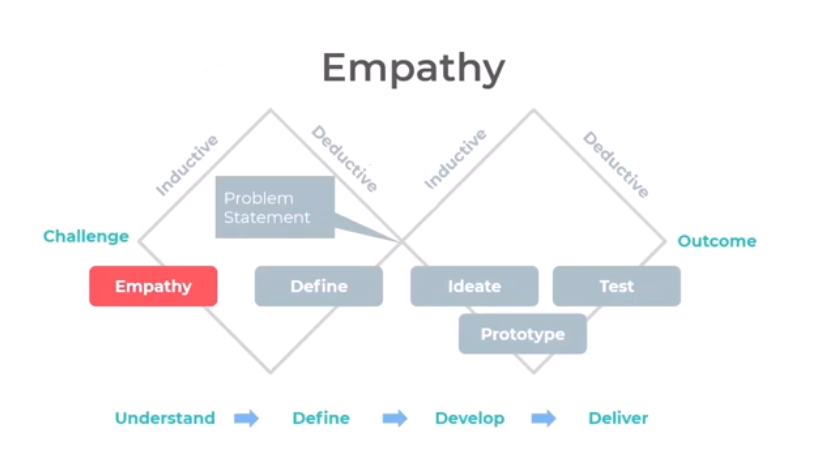 Empathy
Inductive
Deductive
Inductive
Deductive
Problem
Statement
Challenge
Outcome
Empathy
Define
Ideate
Test
Prototype
Understand
Define
Develop
Deliver